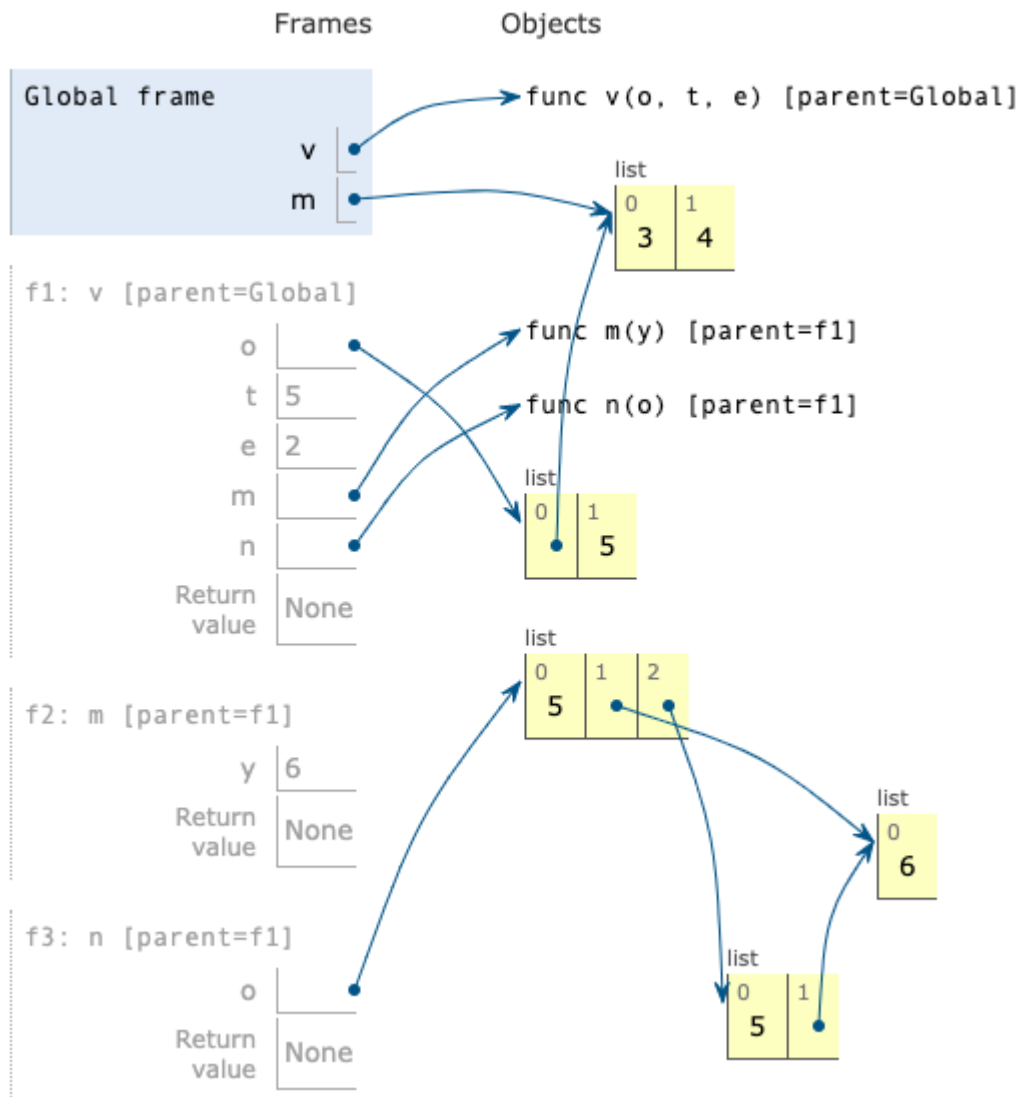 Frames Objects
Global frame
func v(o, t, e) [parent=Global]
v
m
list
0 1
3 4
f1: v [parent=Global]
o
t 5
e 2
m
n
Return value None
func m(y) [parent=f1]
func n(o) [parent=f1]
list
0 1
5
list
0 1 2
5
f2: m [parent=f1]
y 6
Return value None
list
0
6
f3: n [parent=f1]
o
Return value None
list
0 1
5